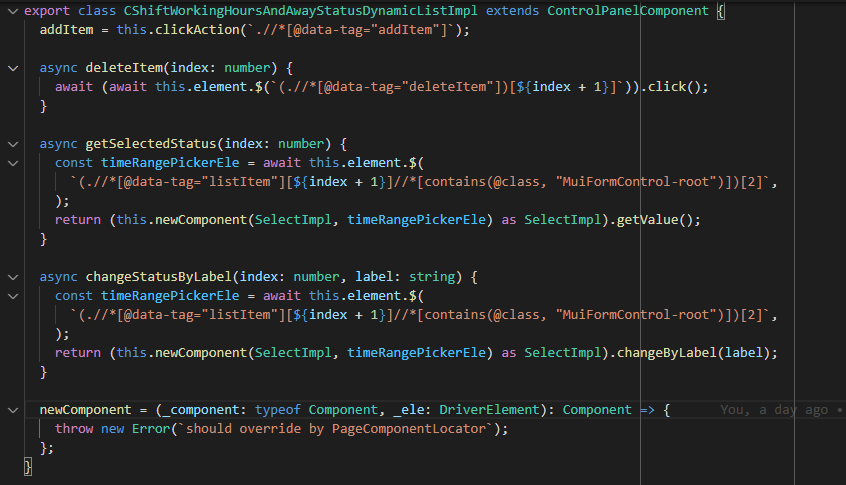 export class CShiftWorkingHoursAndAwayStatusDynamicListImpl extends ControlPanelComponent {
  addItem = this.clickAction(`.//*[@data-tag="addItem"]`);
  async deleteItem(index: number) {
    await (await this.element.$(`(.//*[@data-tag="deleteItem"])[${index + 1}]`)).click();
  }
  async getSelectedStatus(index: number) {
    const timeRangePickerEle = await this.element.$(
      `(.//*[@data-tag="listItem"][${index + 1}]//*[contains(@class, "MuiFormControl-root")])[2]`,
    );
    return (this.newComponent(SelectImpl, timeRangePickerEle) as SelectImpl).getValue();
  }
  async changeStatusByLabel(index: number, label: string) {
    const timeRangePickerEle = await this.element.$(
      `(.//*[@data-tag="listItem"][${index + 1}]//*[contains(@class, "MuiFormControl-root")])[2]`,
    );
    return (this.newComponent(SelectImpl, timeRangePickerEle) as SelectImpl).changeByLabel(label);
  }
  newComponent = (_component: typeof Component, _ele: DriverElement): Component => {     You, a day ago •
    throw new Error(`should override by PageComponentLocator`);
  };
}